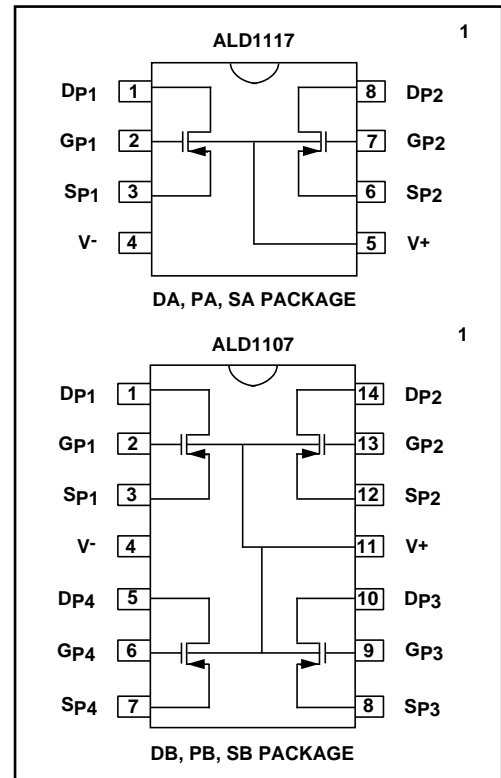 ALD1117 1
DP1 1 8 DP2
GP1 2 7 GP2
SP1 3 6 SP2
V- 4 5 V+
DA, PA, SA PACKAGE
ALD1107 1
DP1 1 14 DP2
GP1 2 13 GP2
SP1 3 12 SP2
V- 4 11 V+
DP4 5 10 DP3
GP4 6 9 GP3
SP4 7 8 SP3
DB, PB, SB PACKAGE